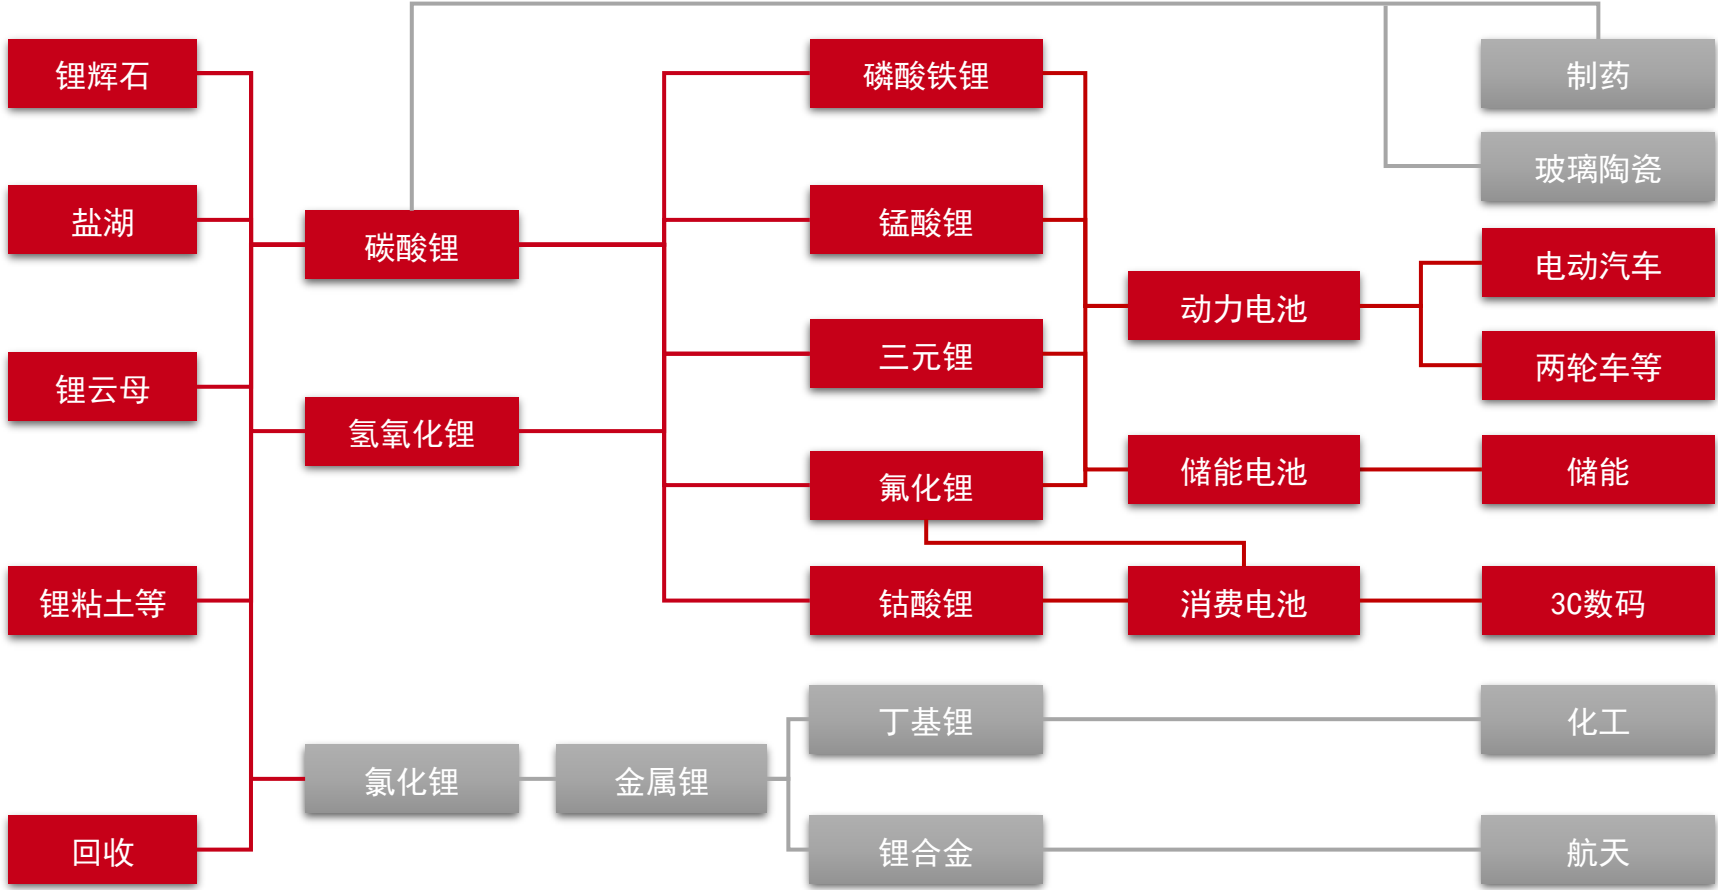 锂辉石
盐湖
锂云母
锂粘土等
回收
碳酸锂
氢氧化锂
氯化锂
金属锂
磷酸铁锂
锰酸锂
三元锂
氟化锂
钴酸锂
丁基锂
锂合金
动力电池
储能电池
消费电池
制药
玻璃陶瓷
电动汽车
两轮车等
储能
3C数码
化工
航天